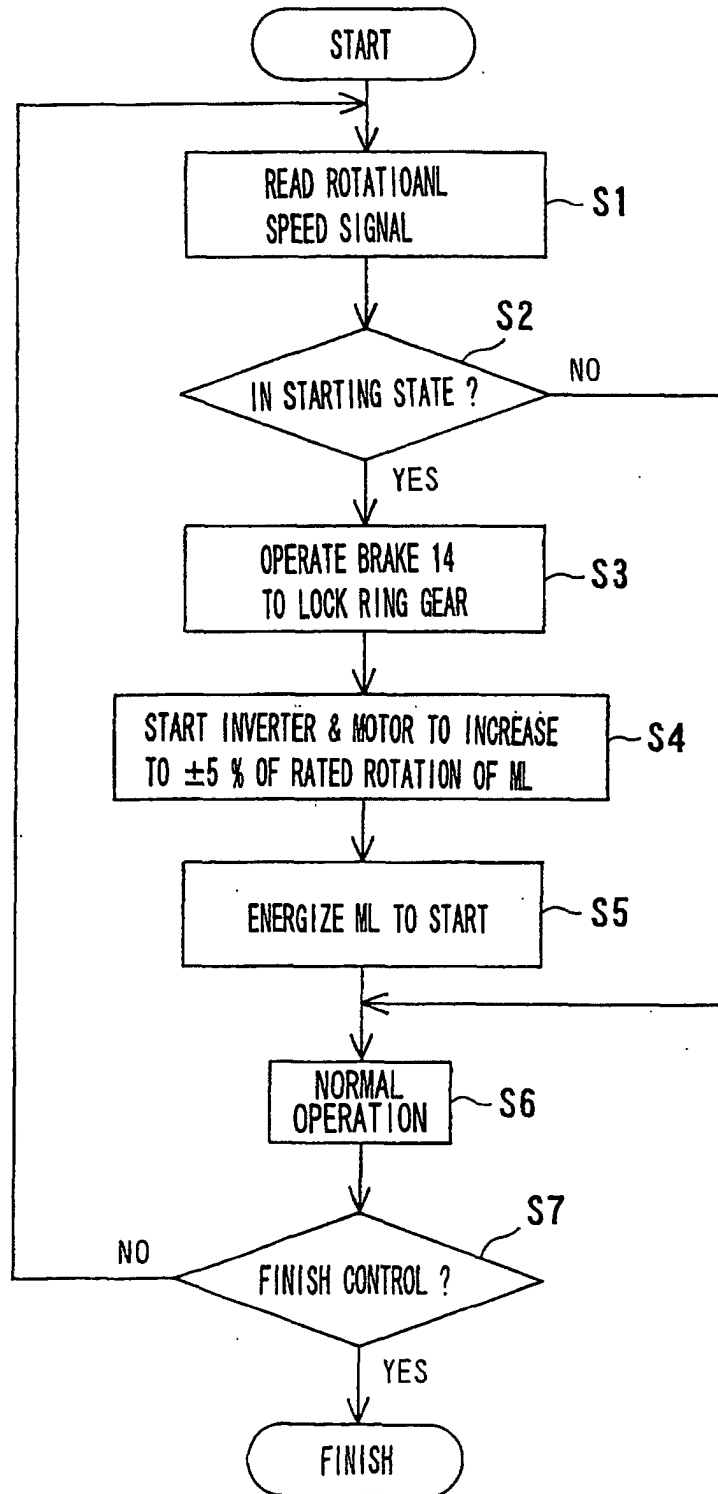 START
READ ROTATIOANL
SPEED SIGNAL
S1
S2
IN STARTING STATE ?
NO
YES
OPERATE BRAKE 14
TO LOCK RING GEAR
S3
START INVERTER & MOTOR TO INCREASE
TO ±5 % OF RATED ROTATION OF ML
S4
ENERGIZE ML TO START
S5
NORMAL
OPERATION
S6
S7
NO
FINISH CONTROL ?
YES
FINISH